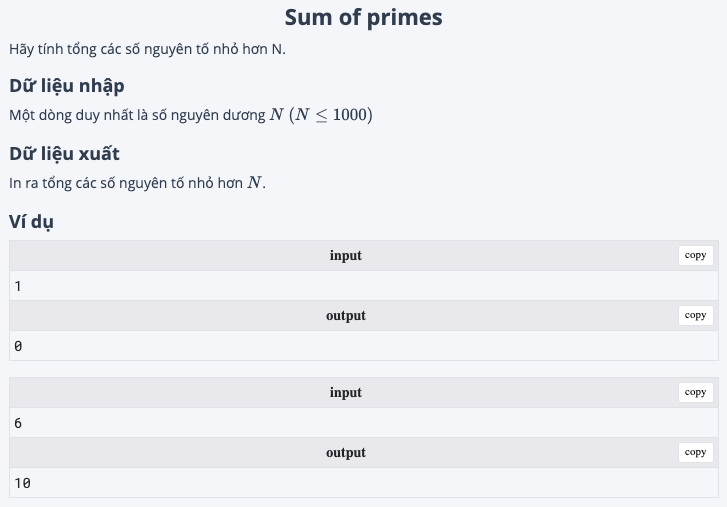 Sum of primes
Hãy tính tổng các số nguyên tố nhỏ hơn N.
Dữ liệu nhập
Một dòng duy nhất là số nguyên dương N (N ≤ 1000)
Dữ liệu xuất
In ra tổng các số nguyên tố nhỏ hơn N.
Ví dụ
input copy
1
output copy
0
input copy
6
output copy
10